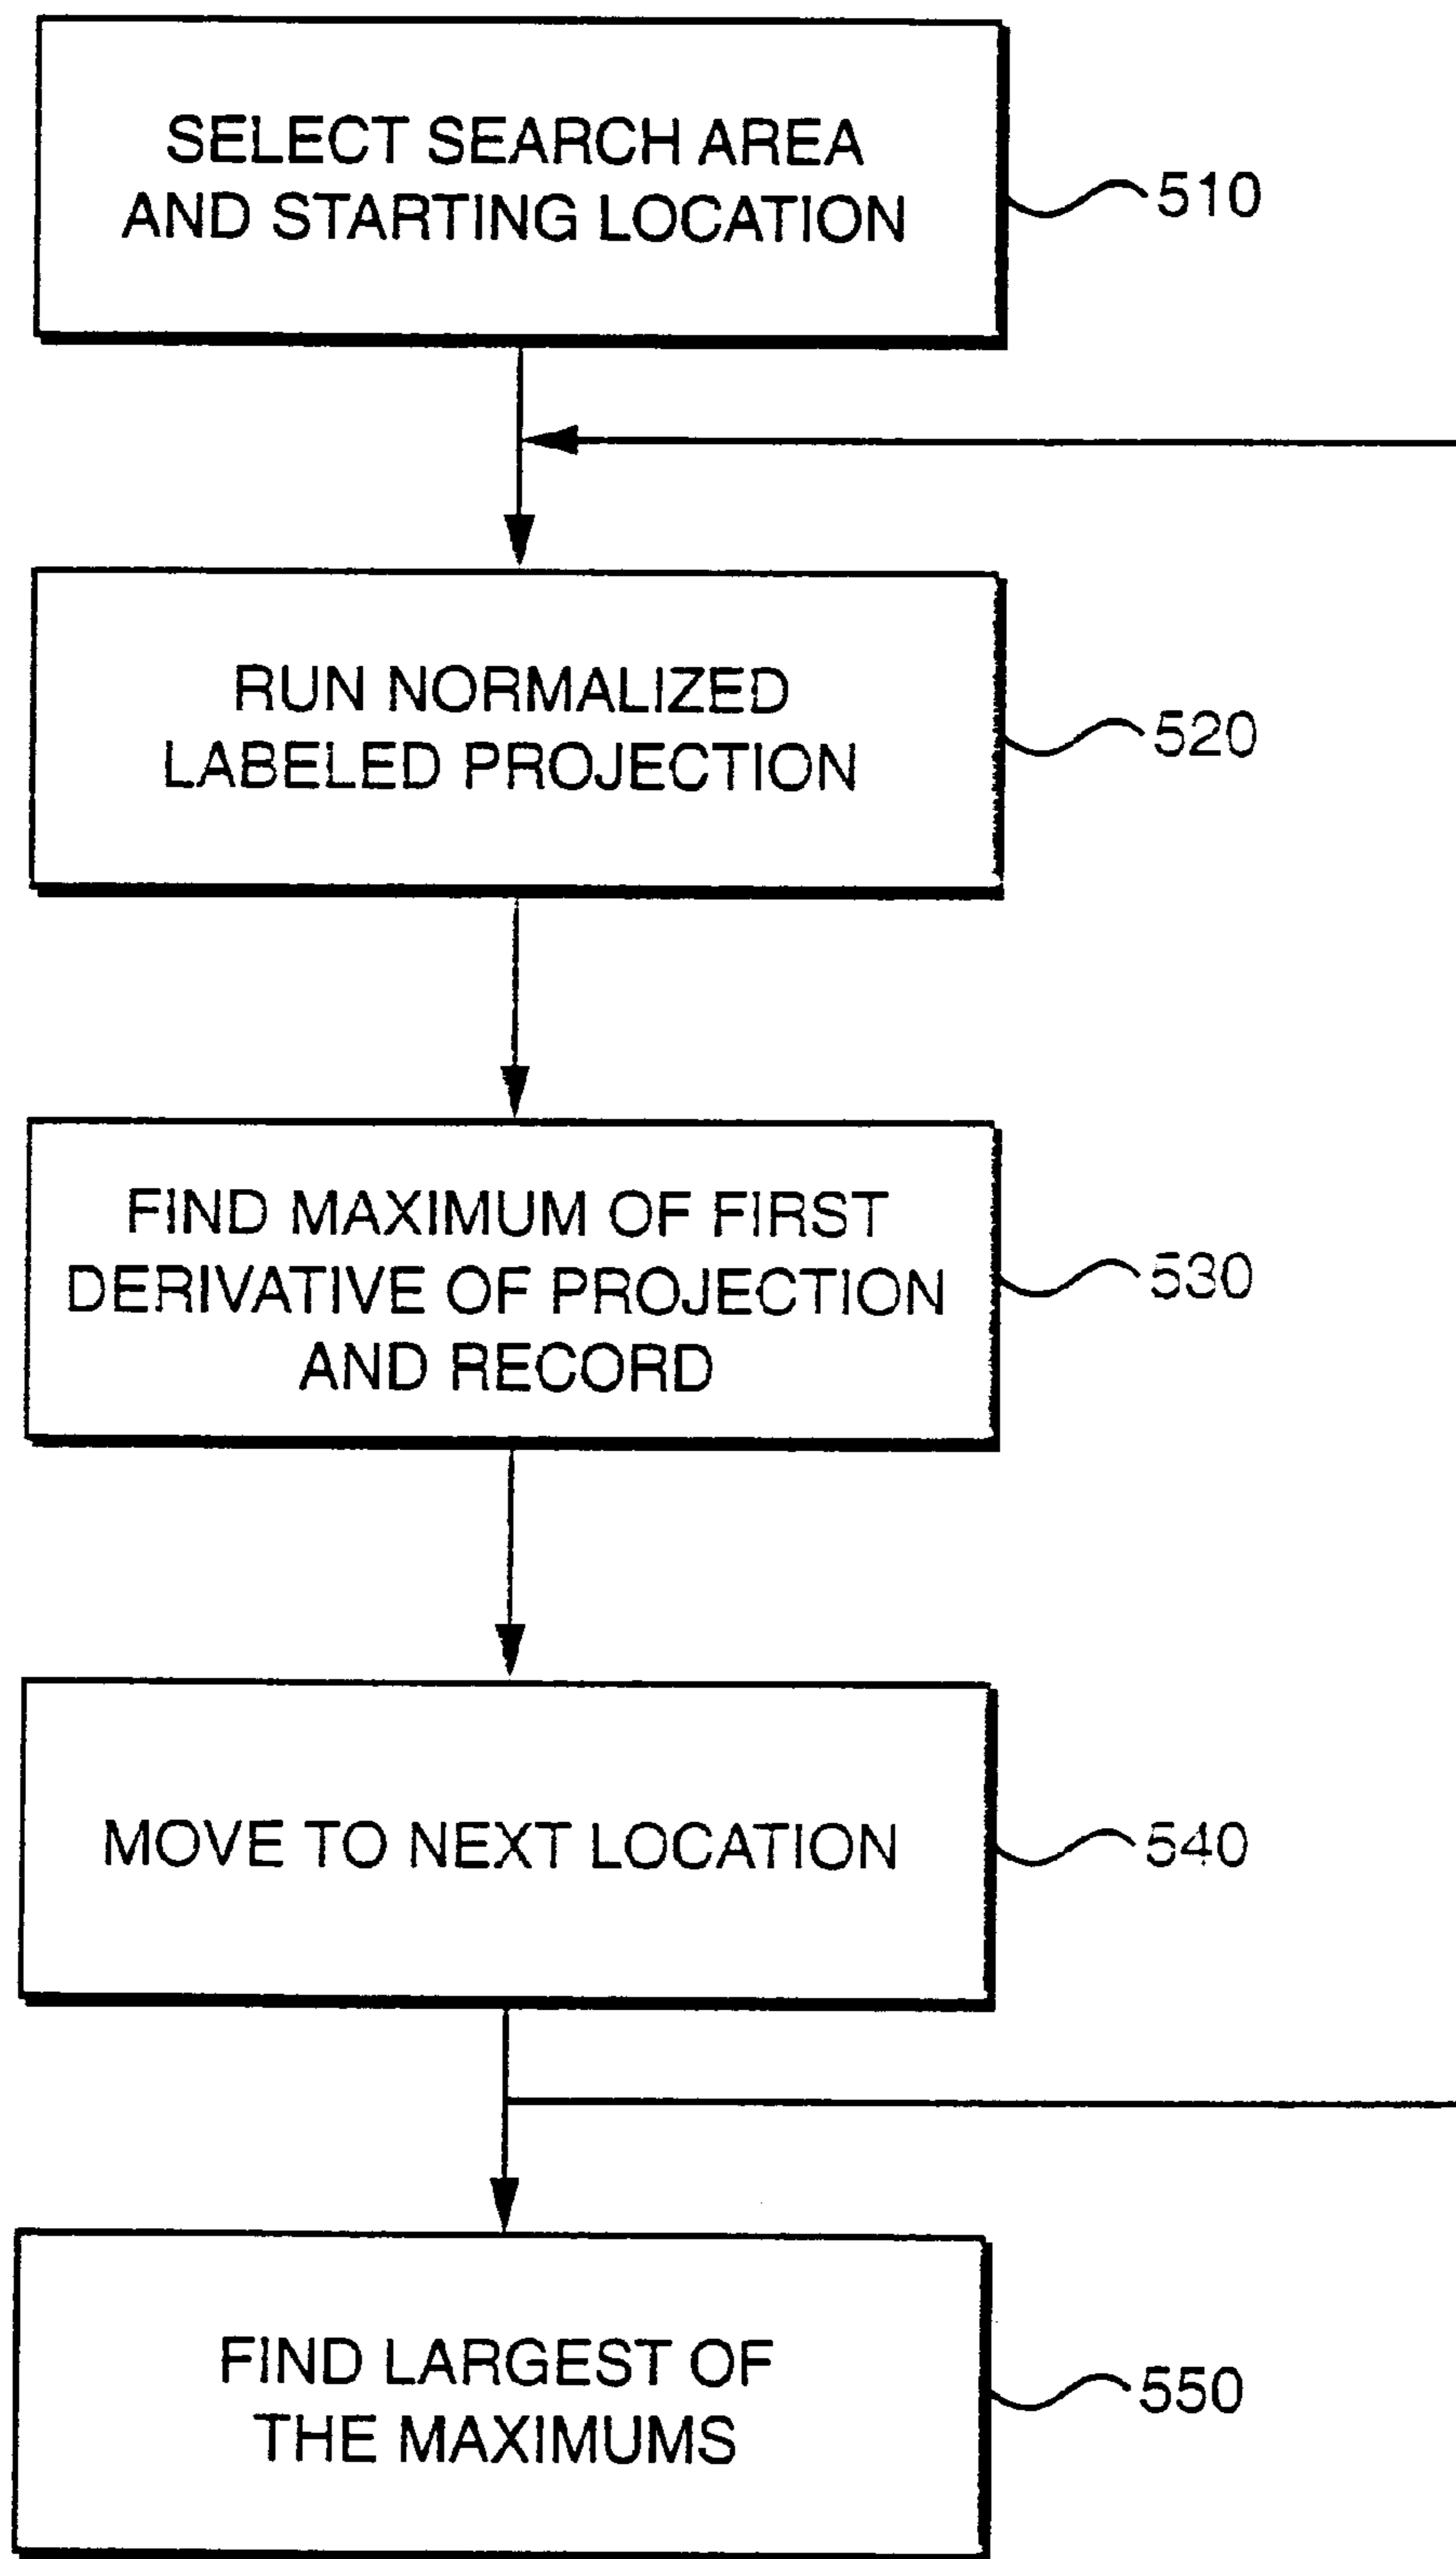 SELECT SEARCH AREA
AND STARTING LOCATION
510
RUN NORMALIZED
LABELED PROJECTION
520
FIND MAXIMUM OF FIRST
DERIVATIVE OF PROJECTION
AND RECORD
530
MOVE TO NEXT LOCATION
540
FIND LARGEST OF
THE MAXIMUMS
550